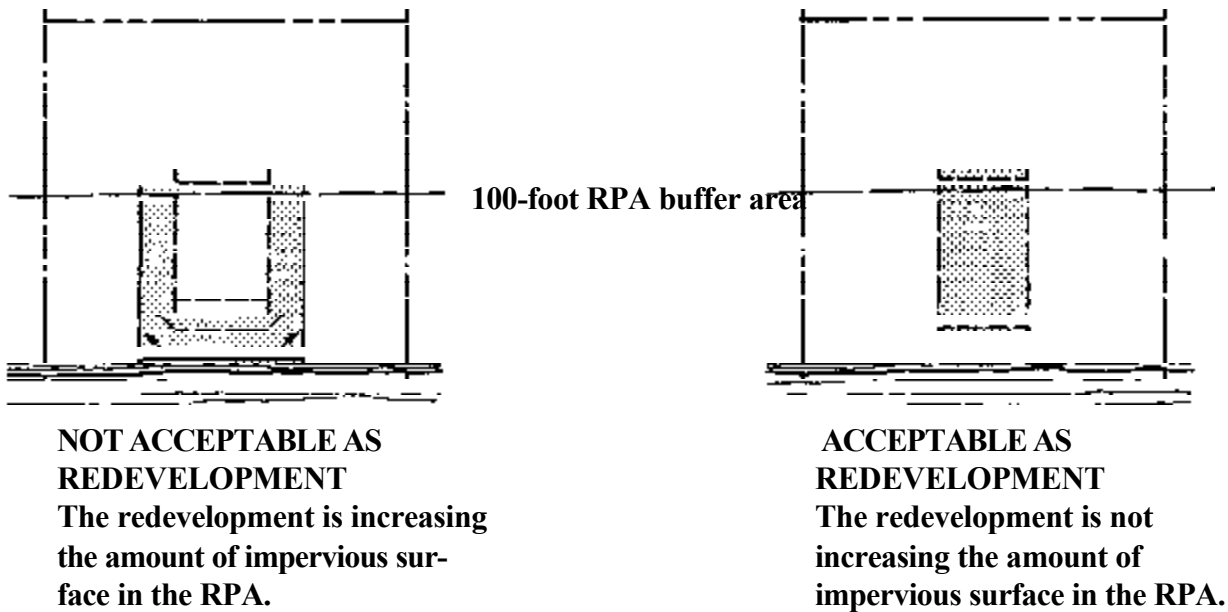 100-foot RPA buffer area
NOT ACCEPTABLE AS
REDEVELOPMENT
The redevelopment is increasing
the amount of impervious sur-
face in the RPA.
ACCEPTABLE AS
REDEVELOPMENT
The redevelopment is not
increasing the amount of
impervious surface in the RPA.